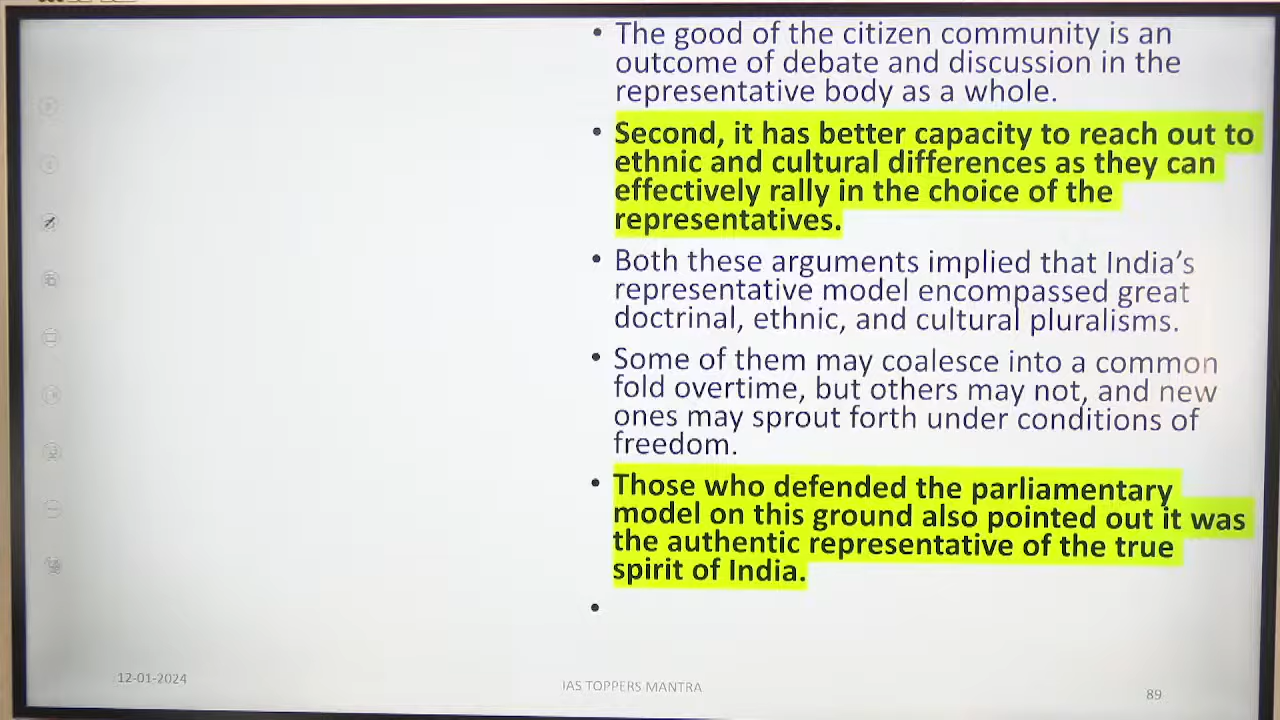 • The good of the citizen community is an
outcome of debate and discussion in the
representative body as a whole.
• Second, it has better capacity to reach out to
ethnic and cultural differences as they can
effectively rally in the choice of the
representatives.
• Both these arguments implied that India's
representative model encompassed great
doctrinal, ethnic, and cultural pluralisms.
• Some of them may coalesce into a common
fold overtime, but others may not, and new
ones may sprout forth under conditions of
freedom.
• Those who defended the parliamentary
model on this ground also pointed out it was
the authentic representative of the true
spirit of India.
•
12-01-2024
IAS TOPPERS MANTRA
89